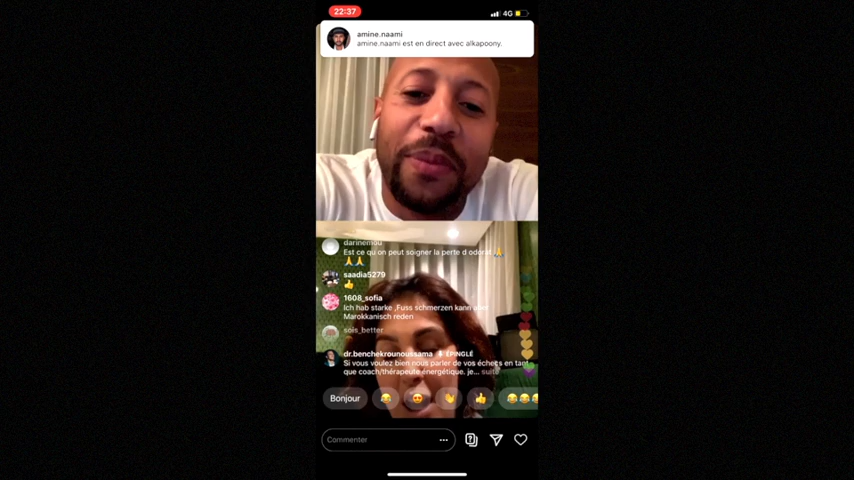 22:37
4G
amine.naami
amine.naami est en direct avec alkapoony.
darinemou
Est ce qu on peut soigner la perte d odorat
saadia5279
1608_sofia
Ich hab starke ,Fuss schmerzen kann aber
Marokkanisch reden
sois_better
dr.benchekrounoussama ÉPINGLÉ
Si vous voulez bien nous parler de vos échecs en tant
que coach/thérapeute énergétique. je... suite
Bonjour
Commenter